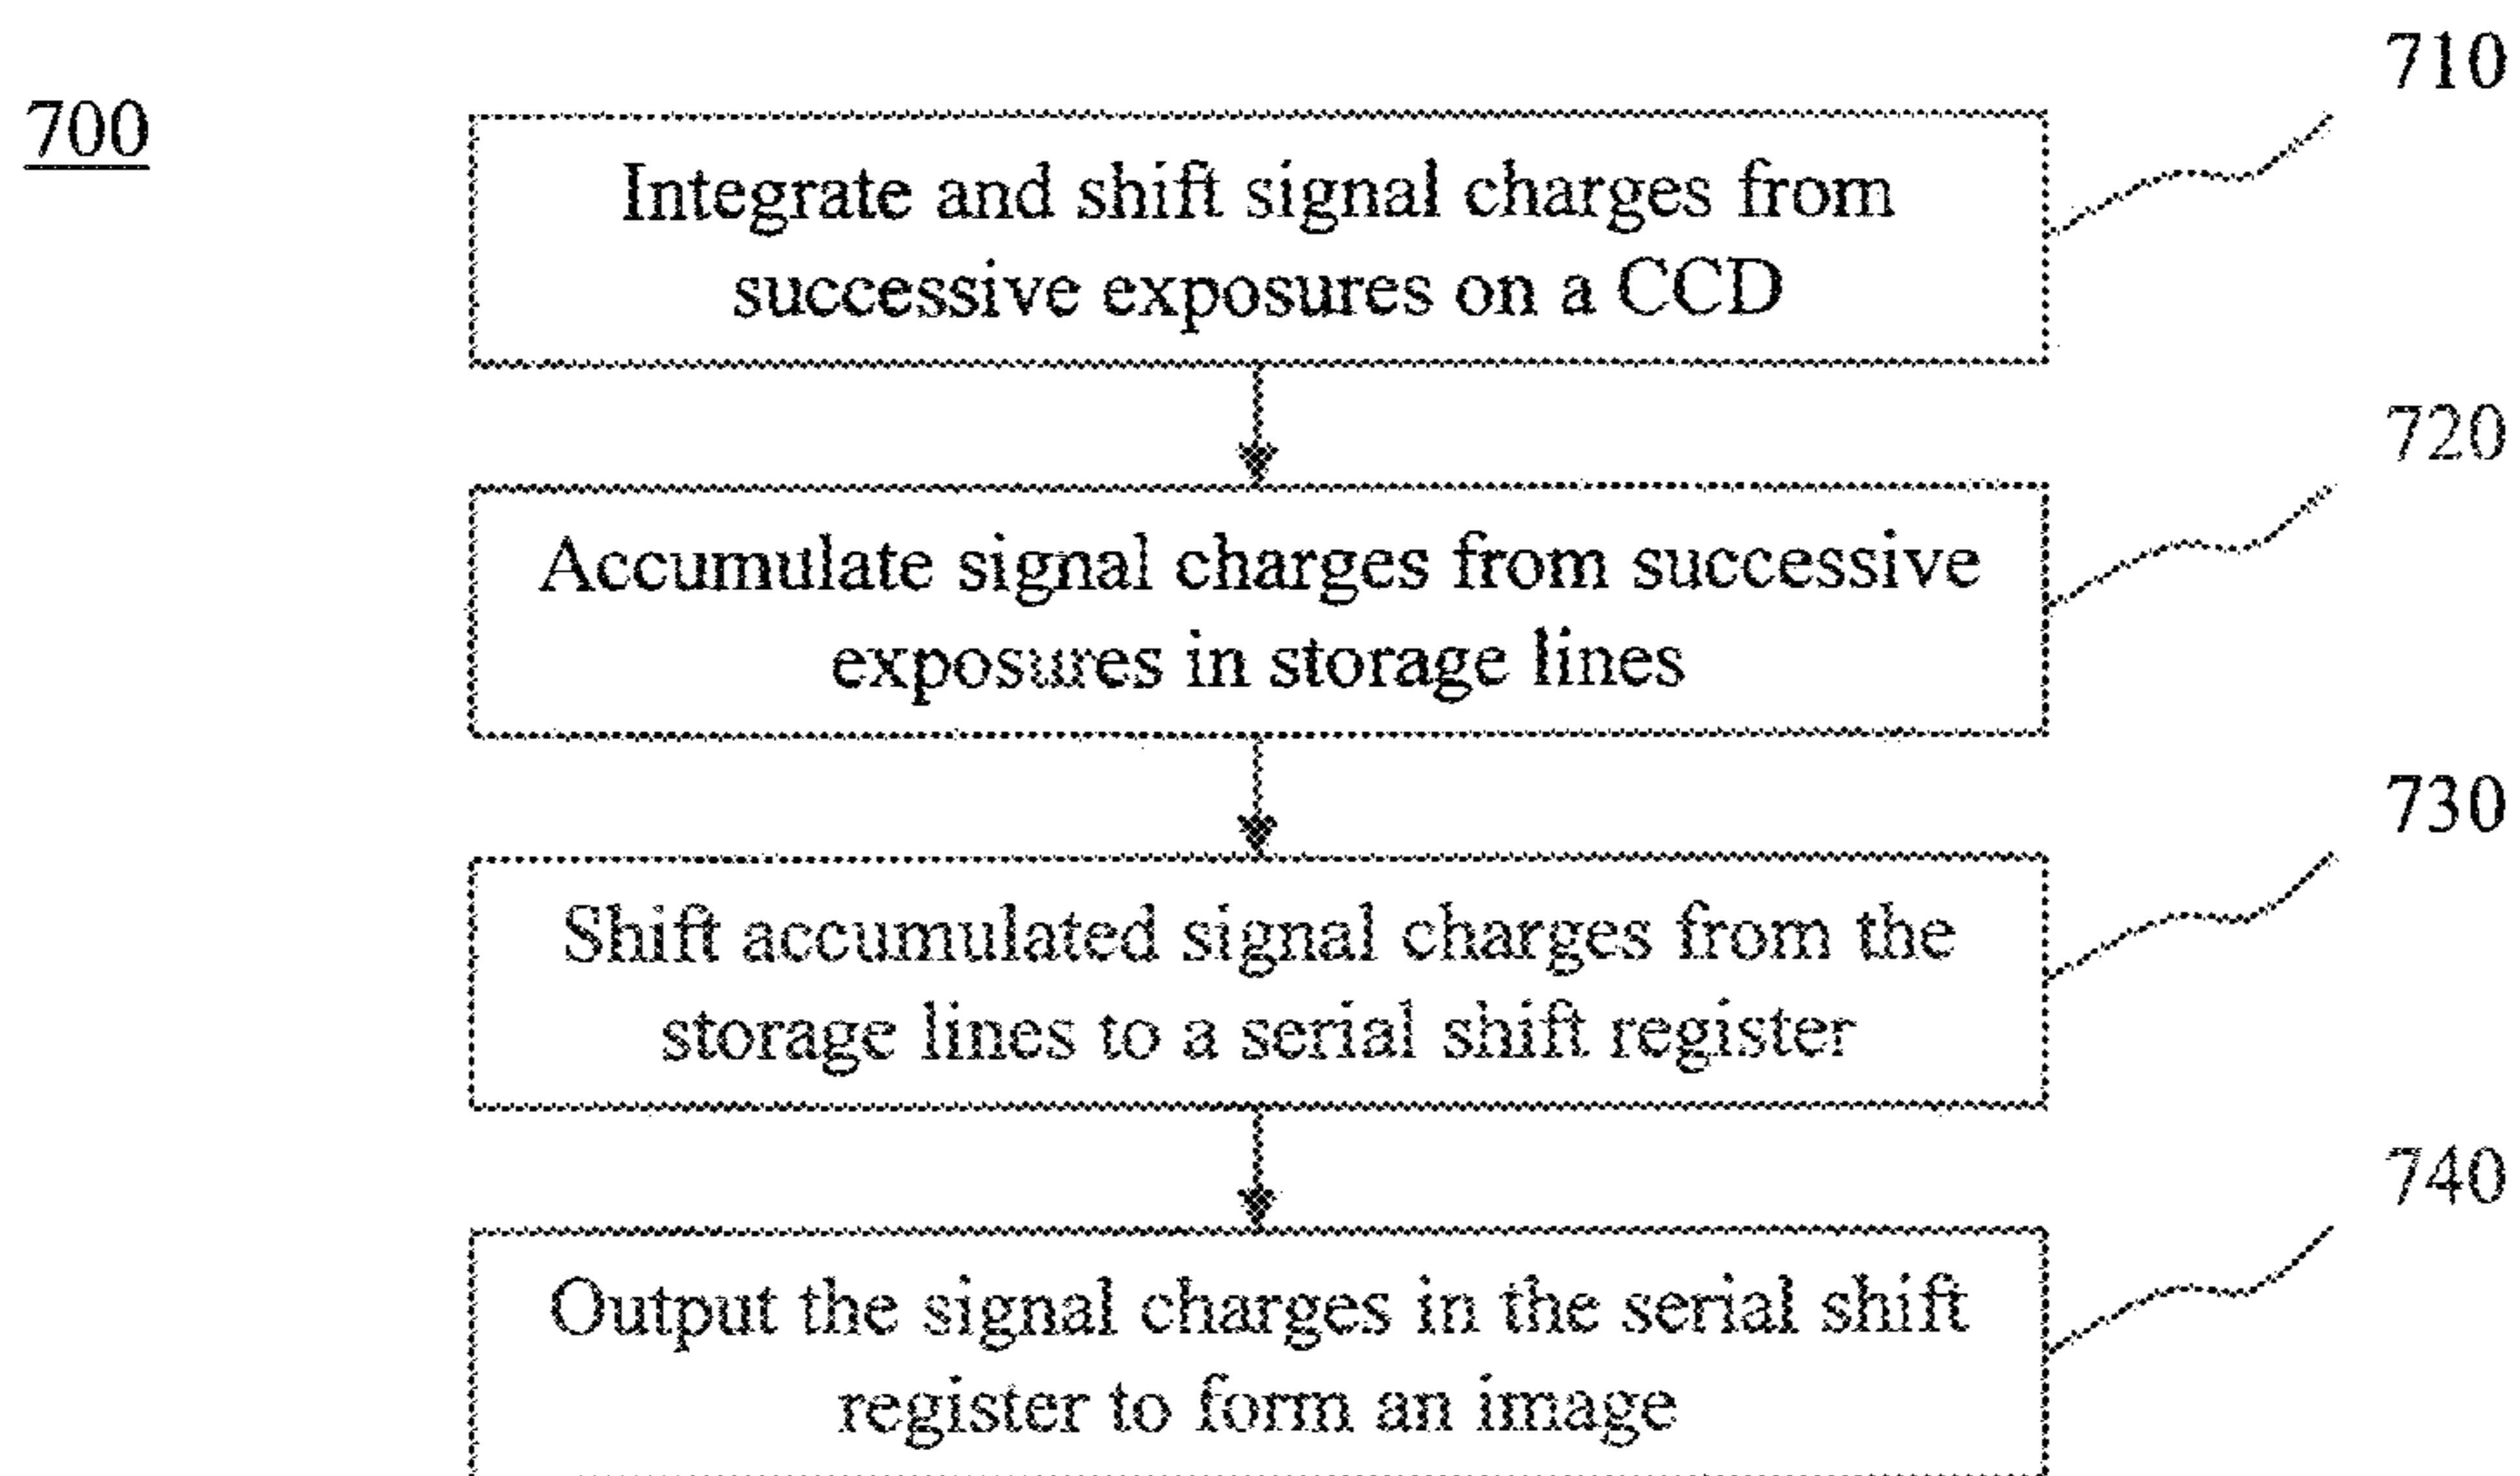 700
710
Integrate and shift signal charges from
successive exposures on a CCD
720
Accumulate signal charges from successive
exposures in storage lines
730
Shift accumulated signal charges from the
storage lines to a serial shift register
740
Output the signal charges in the serial shift
register to form an image